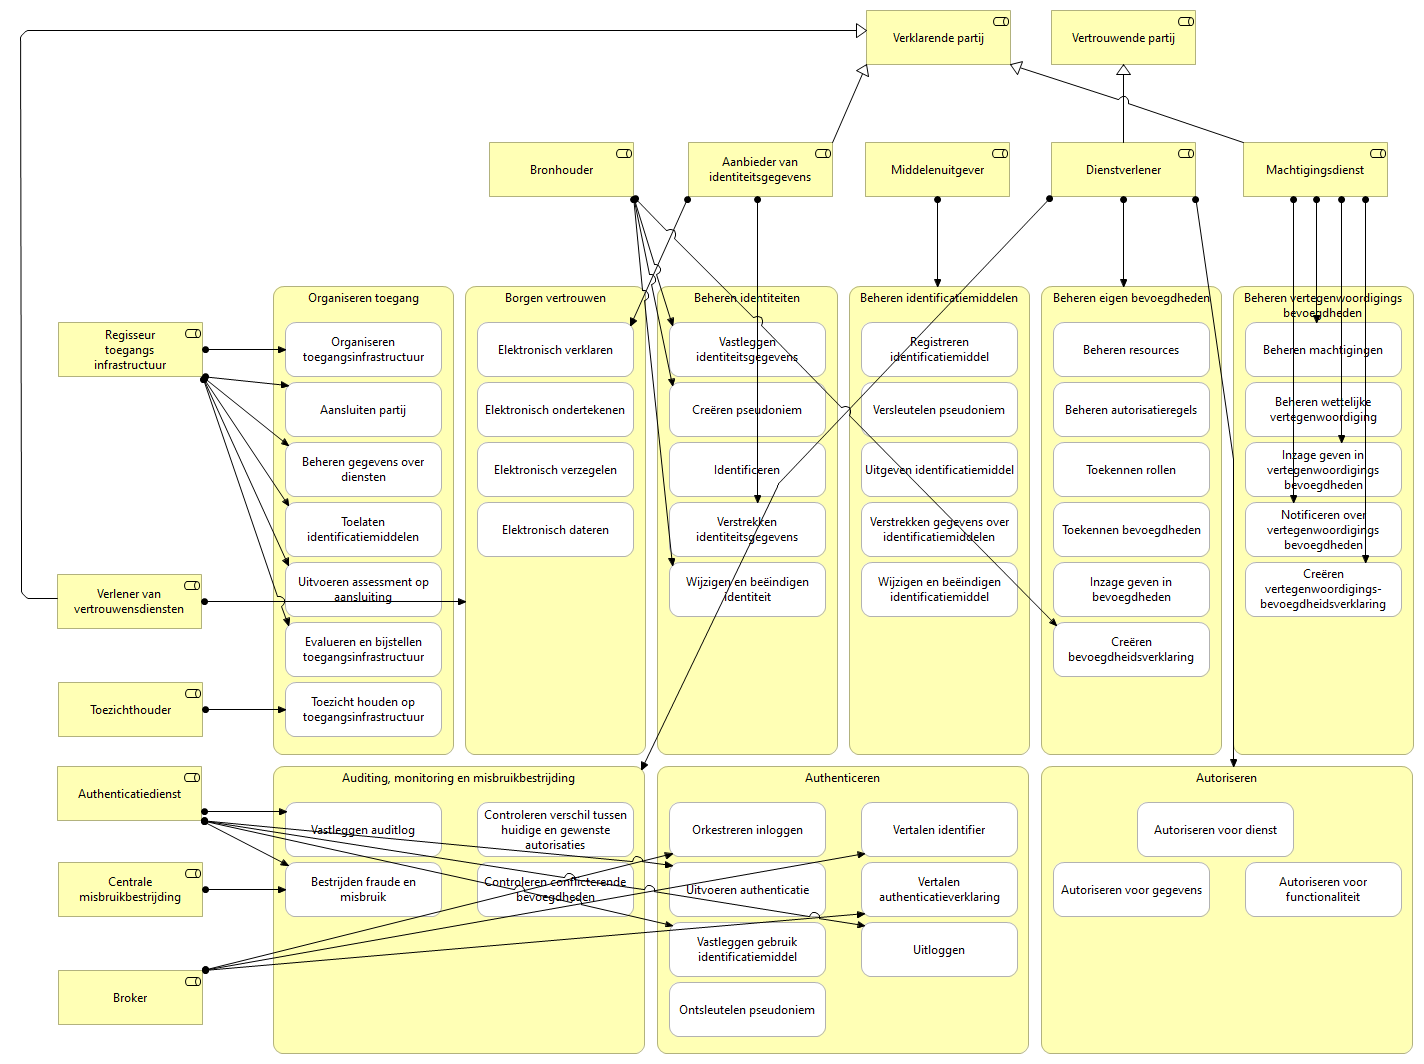 Verklarende partij
Vertrouwende partij
Bronhouder
Aanbieder van
identiteitsgegevens
Middelenuitgever
Dienstverlener
Machtigingsdienst
Regisseur
toegangs
infrastructuur
Verlener van
vertrouwensdiensten
Toezichthouder
Authenticatiedienst
Centrale
misbruikbestrijding
Broker
Organiseren toegang
Organiseren
toegangsinfrastructuur
Aansluiten partij
Beheren gegevens over
diensten
Toelaten
identificatiemiddelen
Uitvoeren assessment op
aansluiting
Evalueren en bijstellen
toegangsinfrastructuur
Toezicht houden op
toegangsinfrastructuur
Borgen vertrouwen
Elektronisch verklaren
Elektronisch ondertekenen
Elektronisch verzegelen
Elektronisch dateren
Beheren identiteiten
Vastleggen
identiteitsgegevens
Creëren pseudoniem
Identificeren
Verstrekken
identiteitsgegevens
Wijzigen en beëindigen
identiteit
Beheren identificatiemiddelen
Registreren
identificatiemiddel
Versleutelen pseudoniem
Uitgeven identificatiemiddel
Verstrekken gegevens over
identificatiemiddelen
Wijzigen en beëindigen
identificatiemiddel
Beheren eigen bevoegdheden
Beheren resources
Beheren autorisatieregels
Toekennen rollen
Toekennen bevoegdheden
Inzage geven in
bevoegdheden
Creëren
bevoegdheidsverklaring
Beheren vertegenwoordigings
bevoegdheden
Beheren machtigingen
Beheren wettelijke
vertegenwoordiging
Inzage geven in
vertegenwoordigings
bevoegdheden
Notificeren over
vertegenwoordigings
bevoegdheden
Creëren
vertegenwoordigings-
bevoegdheidsverklaring
Auditing, monitoring en misbruikbestrijding
Vastleggen auditlog
Controleren verschil tussen
huidige en gewenste
autorisaties
Bestrijden fraude en
misbruik
Controleren conflicterende
bevoegdheden
Authenticeren
Orkestreren inloggen
Vertalen identifier
Uitvoeren authenticatie
Vertalen
authenticatieverklaring
Vastleggen gebruik
identificatiemiddel
Uitloggen
Ontsleutelen pseudoniem
Autoriseren
Autoriseren voor dienst
Autoriseren voor gegevens
Autoriseren voor
functionaliteit